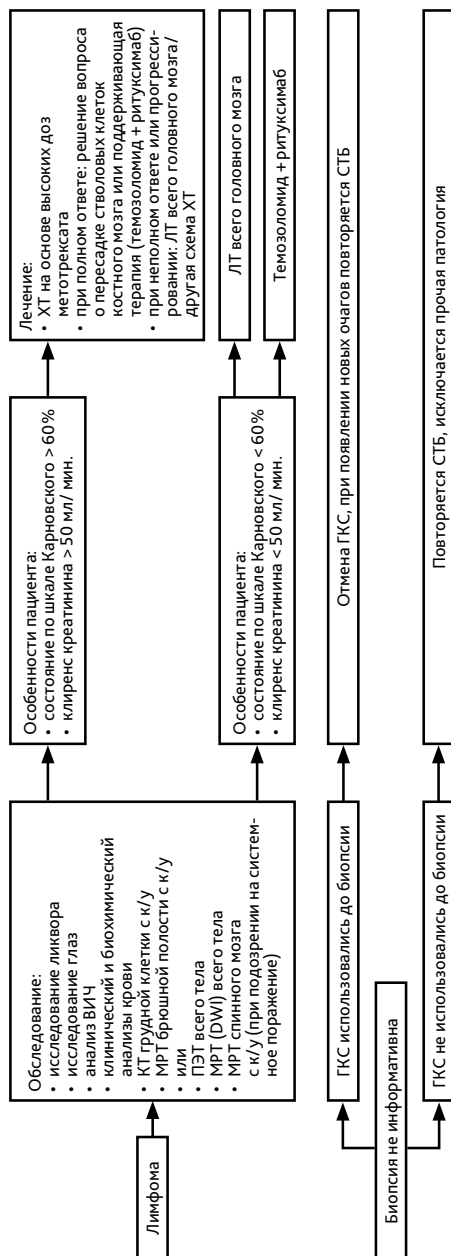 Лимфома
Обследование:
• исследование ликвора
• исследование глаз
• анализ ВИЧ
• клинический и биохимический
анализы крови
• КТ грудной клетки с к/у
• МРТ брюшной полости с к/у
или
• ПЭТ всего тела
• МРТ (DWI) всего тела
• МРТ спинного мозга
с к/у (при подозрении на систем-
ное поражение)
Особенности пациента:
• состояние по шкале Карновского > 60%
• клиренс креатинина > 50 мл/ мин.
Лечение:
• ХТ на основе высоких доз
метотрексата
• при полном ответе: решение вопроса
о пересадке стволовых клеток
костного мозга или поддерживающая
терапия (темозоломид + ритуксимаб)
• при неполном ответе или прогресси-
ровании: ЛТ всего головного мозга/
другая схема ХТ
Особенности пациента:
• состояние по шкале Карновского < 60%
• клиренс креатинина < 50 мл/ мин.
ЛТ всего головного мозга
Темозоломид + ритуксимаб
Биопсия не информативна
ГКС использовались до биопсии
Отмена ГКС, при появлении новых очагов повторяется СТБ
ГКС не использовались до биопсии
Повторяется СТБ, исключается прочая патология